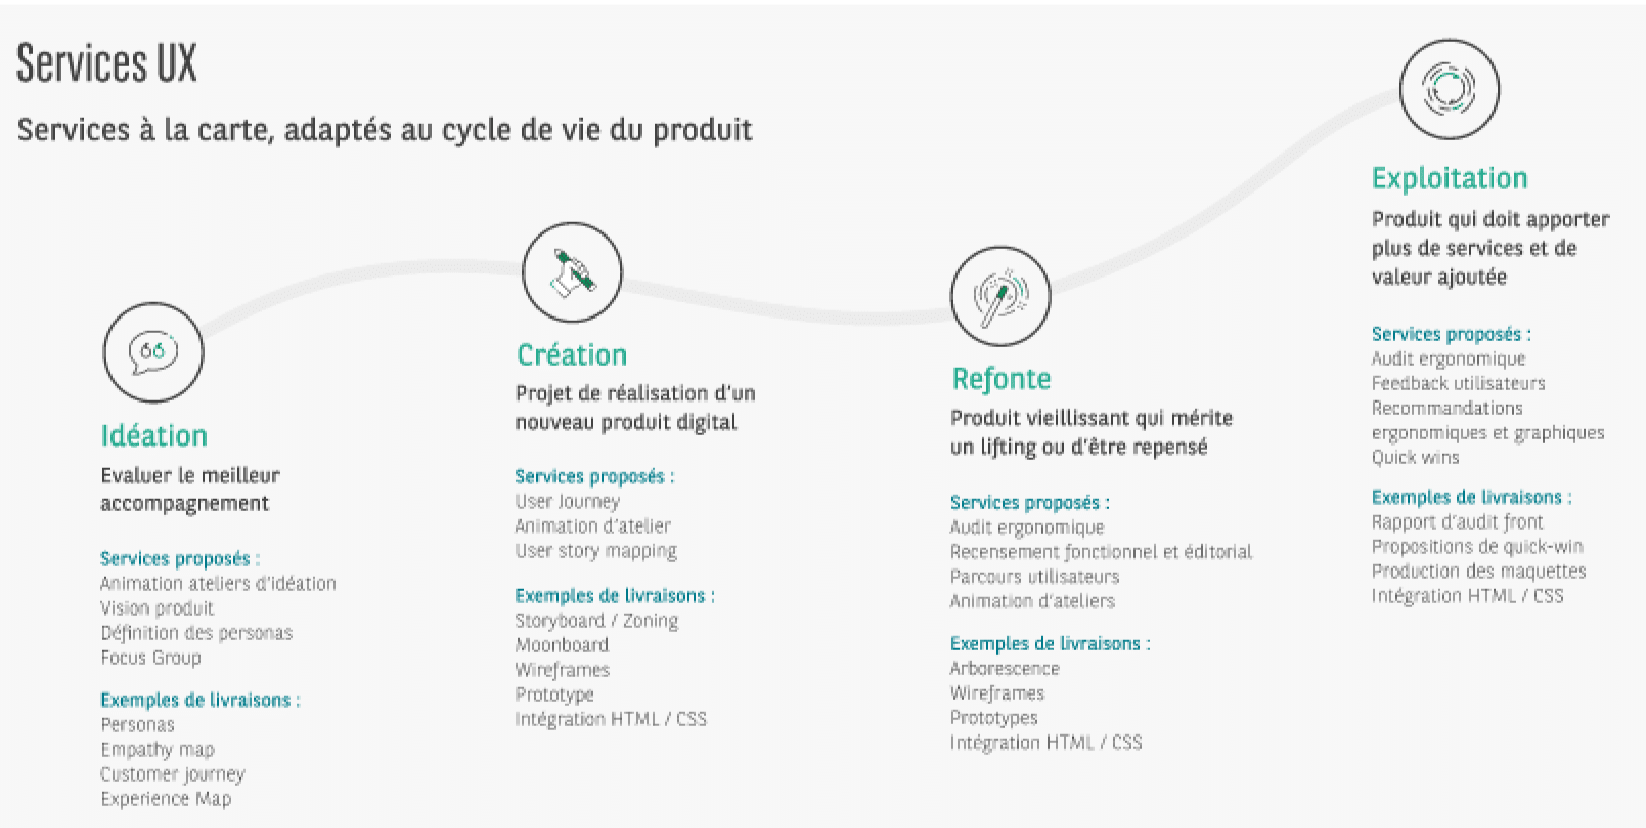 Services UX
Services à la carte, adaptés au cycle de vie du produit
Idéation
Evaluer le meilleur
accompagnement
Services proposés :
Animation ateliers d'idéation
Vision produit
Définition des personas
Focus Group
Exemples de livraisons :
Personas
Empathy map
Customer journey
Experience Map
Création
Projet de réalisation d'un
nouveau produit digital
Services proposés :
User Journey
Animation d'atelier
User story mapping
Exemples de livraisons :
Storyboard / Zoning
Moonboard
Wireframes
Prototype
Intégration HTML / CSS
Refonte
Produit vieillissant qui mérite
un lifting ou d'être repensé
Services proposés :
Audit ergonomique
Recensement fonctionnel et éditorial
Parcours utilisateurs
Animation d'ateliers
Exemples de livraisons :
Arborescence
Wireframes
Prototypes
Intégration HTML / CSS
Exploitation
Produit qui doit apporter
plus de services et de
valeur ajoutée
Services proposés :
Audit ergonomique
Feedback utilisateurs
Recommandations
ergonomiques et graphiques
Quick wins
Exemples de livraisons :
Rapport d'audit front
Propositions de quick-win
Production des maquettes
Intégration HTML / CSS